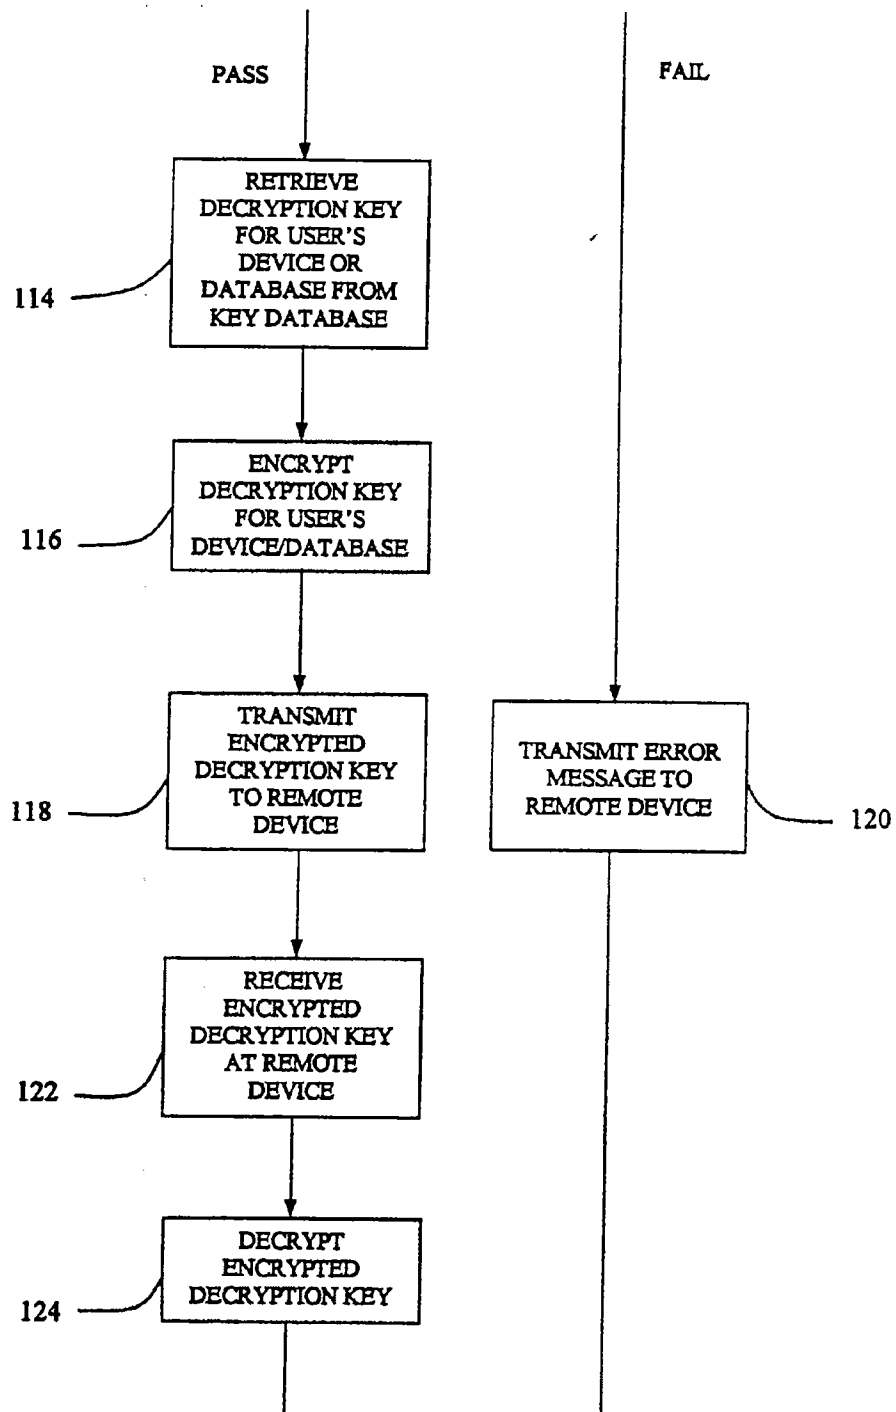 PASS
FAIL
RETRIEVE
DECRYPTION KEY
FOR USER'S
DEVICE OR
DATABASE FROM
KEY DATABASE
114
ENCRYPT
DECRYPTION KEY
FOR USER'S
DEVICE/DATABASE
116
TRANSMIT
ENCRYPTED
DECRYPTION KEY
TO REMOTE
DEVICE
118
TRANSMIT ERROR
MESSAGE TO
REMOTE DEVICE
120
RECEIVE
ENCRYPTED
DECRYPTION KEY
AT REMOTE
DEVICE
122
DECRYPT
ENCRYPTED
DECRYPTION KEY
124